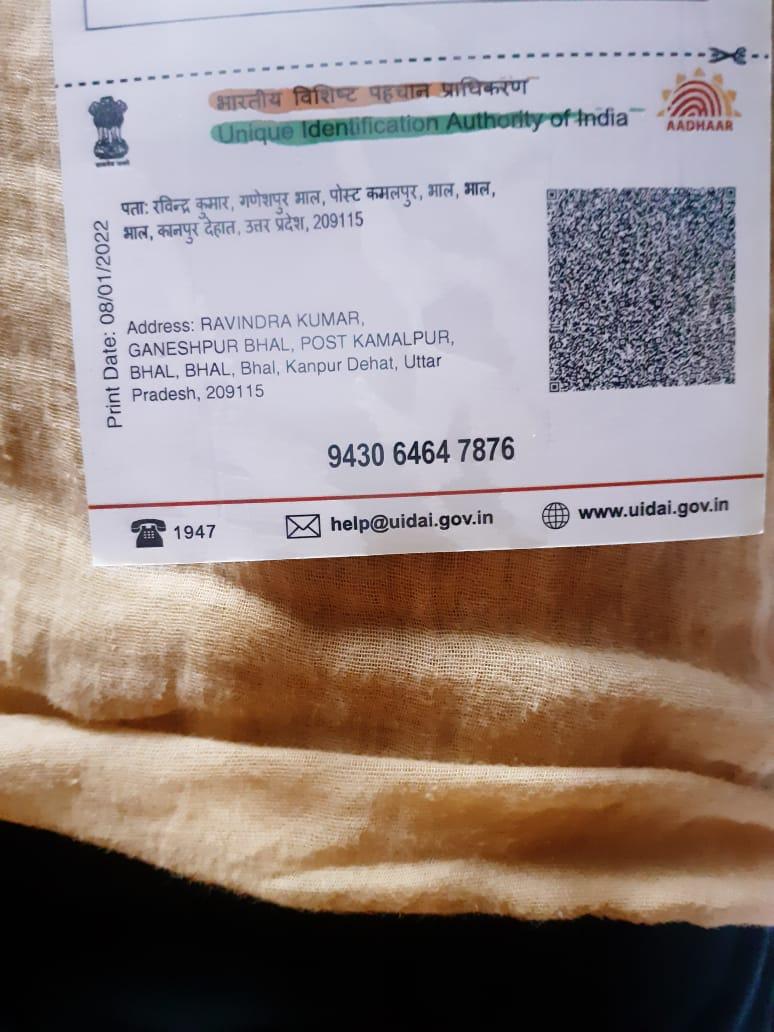 भारतीय विशिष्ट पहचान प्राधिकरण
Unique Identification Authority of India
AADHAAR
पता: रविन्द्र कुमार, गणेशपुर भाल, पोस्ट कमलपुर, भाल, भाल,
भाल, कानपुर देहात, उत्तर प्रदेश, 209115
Print Date: 08/01/2022
Address: RAVINDRA KUMAR,
GANESHPUR BHAL, POST KAMALPUR,
BHAL, BHAL, Bhal, Kanpur Dehat, Uttar
Pradesh, 209115
9430 6464 7876
1947
help@uidai.gov.in
www.uidai.gov.in